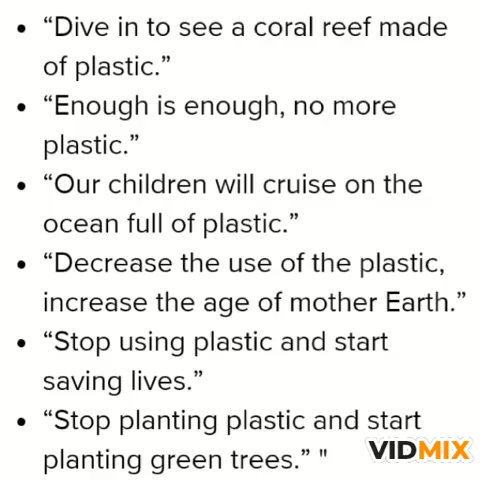 • “Dive in to see a coral reef made
of plastic.”
• “Enough is enough, no more
plastic.”
• “Our children will cruise on the
ocean full of plastic.”
• “Decrease the use of the plastic,
increase the age of mother Earth.”
• “Stop using plastic and start
saving lives.”
• “Stop planting plastic and start
planting green trees.” "
VIDMIX